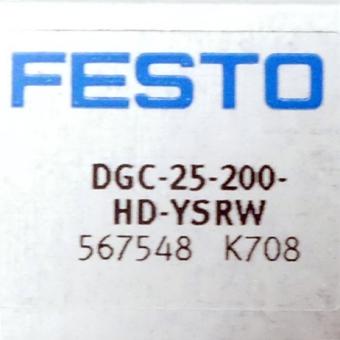 FESTO
DGC-25-200-
HD-YSRW
567548 K708